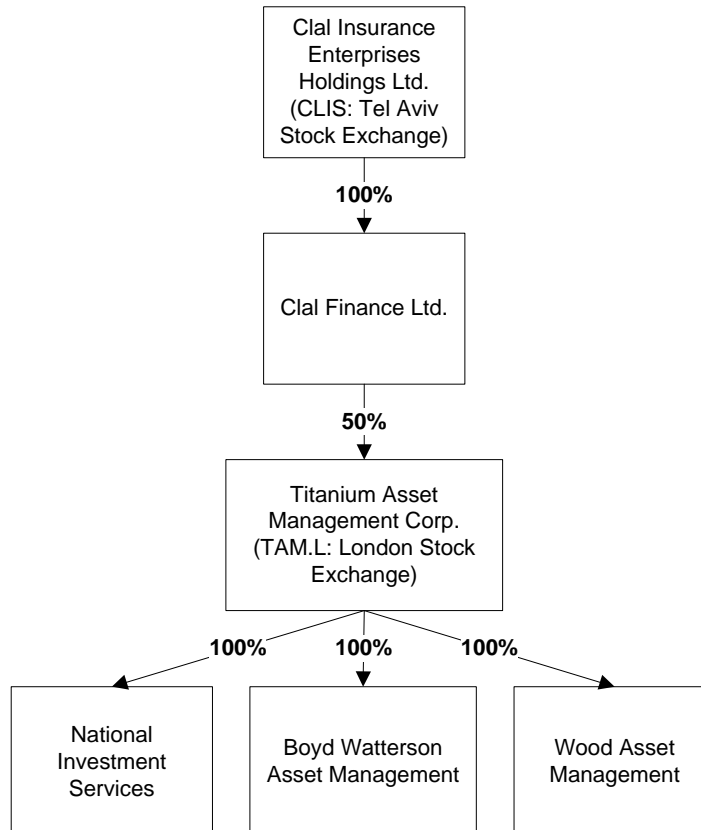 Clal Insurance
Enterprises
Holdings Ltd.
(CLIS: Tel Aviv
Stock Exchange)
100%
Clal Finance Ltd.
50%
Titanium Asset
Management Corp.
(TAM.L: London Stock
Exchange)
100%
100%
100%
National
Investment
Services
Boyd Watterson
Asset Management
Wood Asset
Management